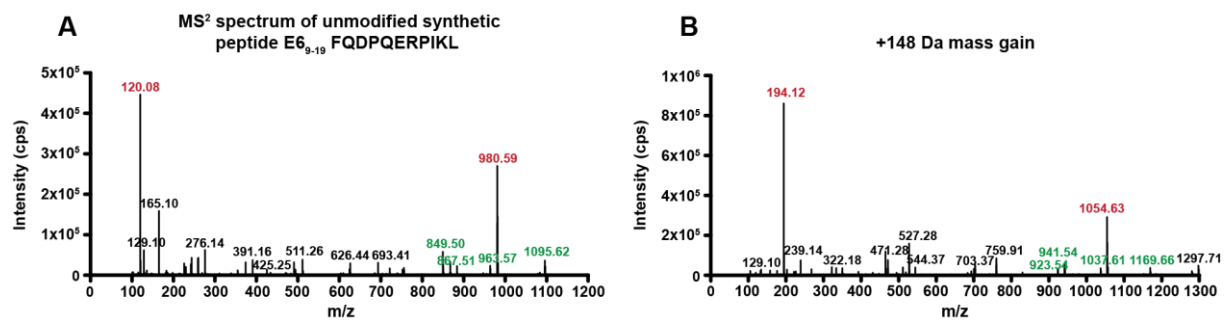 A
MS² spectrum of unmodified synthetic
peptide E6₉₋₁₉ FQDPQERPIKL
Intensity (cps)
5x10⁵
4x10⁵
3x10⁵
2x10⁵
1x10⁵
0
120.08
165.10
129.10
276.14
391.16
425.25
511.26
626.44
693.41
849.50
867.51
963.57
980.59
1095.62
0 100 200 300 400 500 600 700 800 900 1000 1100 1200
m/z
B
+148 Da mass gain
Intensity (cps)
1x10⁶
8x10⁵
6x10⁵
4x10⁵
2x10⁵
0
194.12
129.10
239.14
322.18
471.28
527.28
544.37
703.37
759.91
923.54
941.54
1037.61
1054.63
1169.66
1297.71
0 100 200 300 400 500 600 700 800 900 1000 1100 1200 1300
m/z